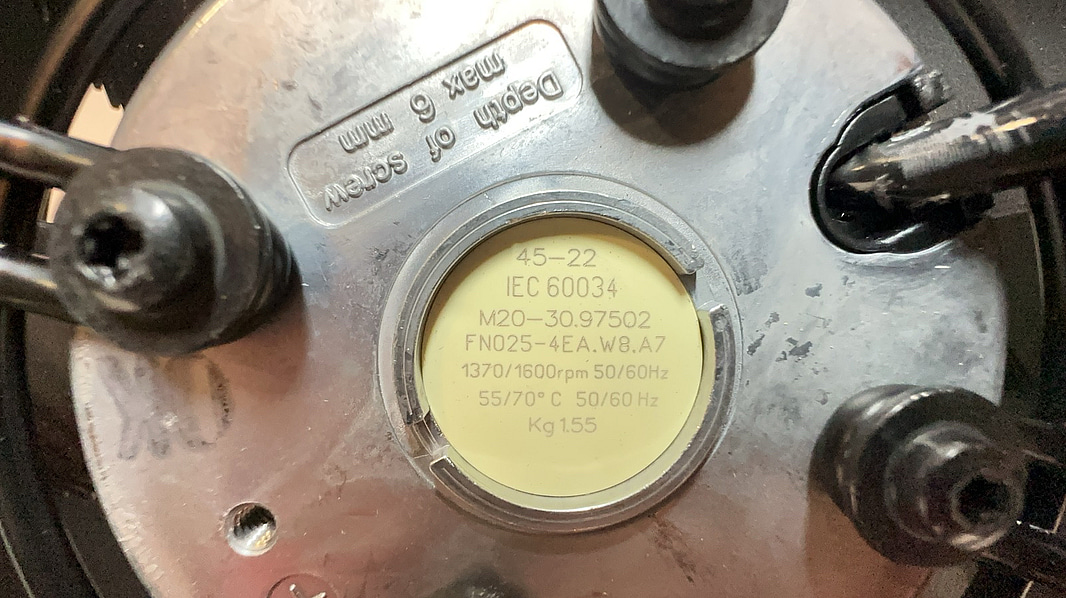 Depth of screw
max 6 mm
45-22
IEC 60034
M20-30.97502
FN025-4EA.W8.A7
1370/1600rpm 50/60Hz
55/70°C 50/60 Hz
Kg 1.55